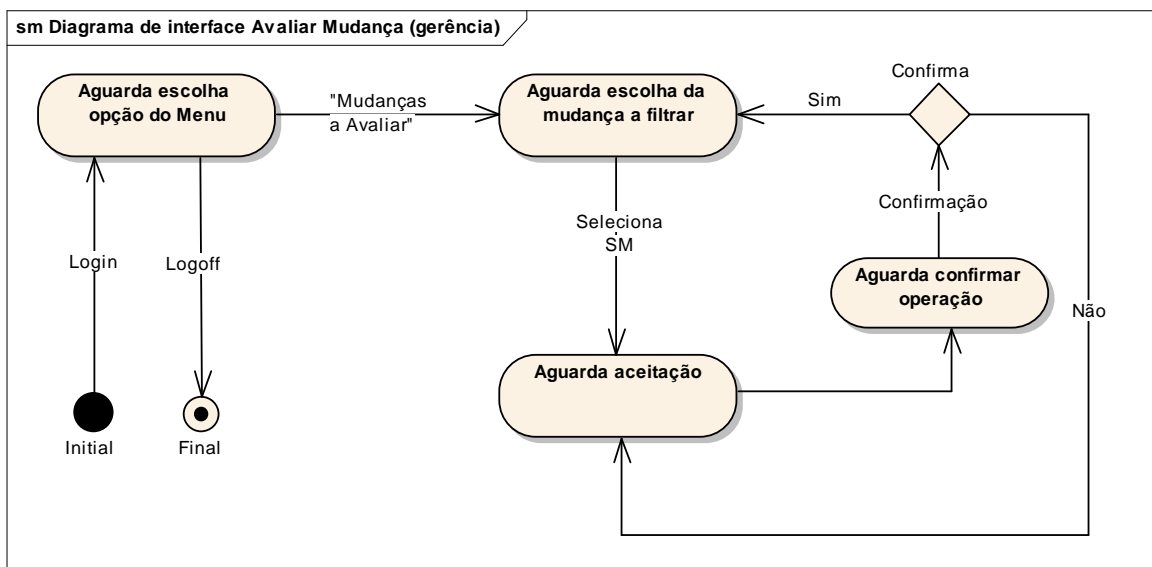 sm Diagrama de interface Avaliar Mudança (gerência)
Aguarda escolha
opção do Menu
"Mudanças
a Avaliar"
Aguarda escolha da
mudança a filtrar
Sim
Confirma
Seleciona
SM
Confirmação
Login
Logoff
Aguarda confirmar
operação
Não
Aguarda aceitação
Initial
Final